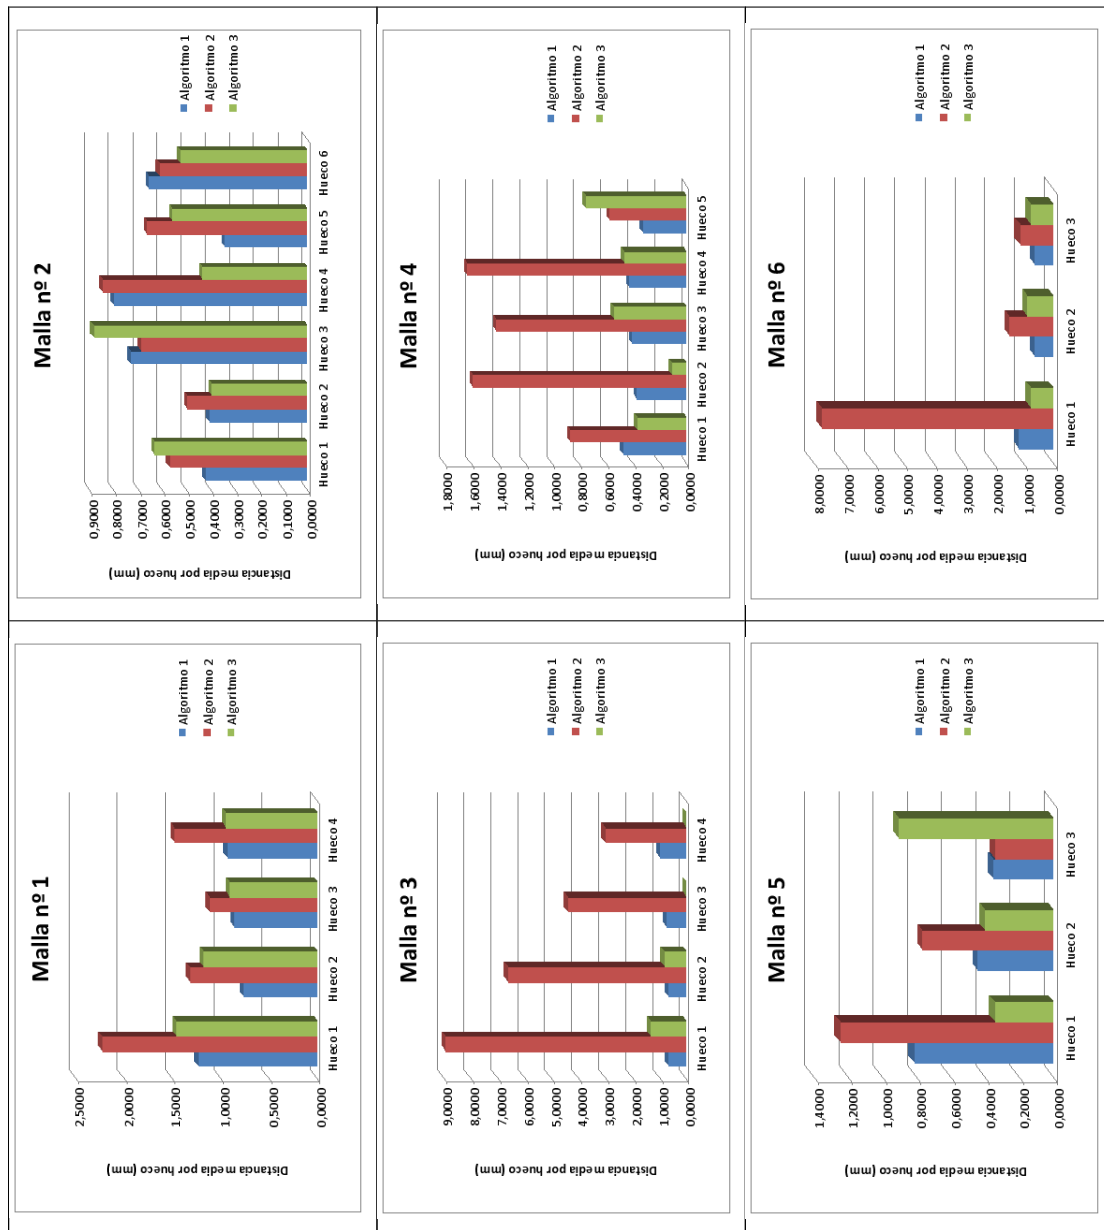 Malla nº 1
Distancia media por hueco (mm)
2,5000
2,0000
1,5000
1,0000
0,5000
0,0000
Hueco 1
Hueco 2
Hueco 3
Hueco 4
Algoritmo 1
Algoritmo 2
Algoritmo 3
Malla nº 2
Distancia media por hueco (mm)
0,9000
0,8000
0,7000
0,6000
0,5000
0,4000
0,3000
0,2000
0,1000
0,0000
Hueco 1
Hueco 2
Hueco 3
Hueco 4
Hueco 5
Hueco 6
Algoritmo 1
Algoritmo 2
Algoritmo 3
Malla nº 3
Distancia media por hueco (mm)
9,0000
8,0000
7,0000
6,0000
5,0000
4,0000
3,0000
2,0000
1,0000
0,0000
Hueco 1
Hueco 2
Hueco 3
Hueco 4
Algoritmo 1
Algoritmo 2
Algoritmo 3
Malla nº 4
Distancia media por hueco (mm)
1,8000
1,6000
1,4000
1,2000
1,0000
0,8000
0,6000
0,4000
0,2000
0,0000
Hueco 1
Hueco 2
Hueco 3
Hueco 4
Hueco 5
Algoritmo 1
Algoritmo 2
Algoritmo 3
Malla nº 5
Distancia media por hueco (mm)
1,4000
1,2000
1,0000
0,8000
0,6000
0,4000
0,2000
0,0000
Hueco 1
Hueco 2
Hueco 3
Algoritmo 1
Algoritmo 2
Algoritmo 3
Malla nº 6
Distancia media por hueco (mm)
8,0000
7,0000
6,0000
5,0000
4,0000
3,0000
2,0000
1,0000
0,0000
Hueco 1
Hueco 2
Hueco 3
Algoritmo 1
Algoritmo 2
Algoritmo 3